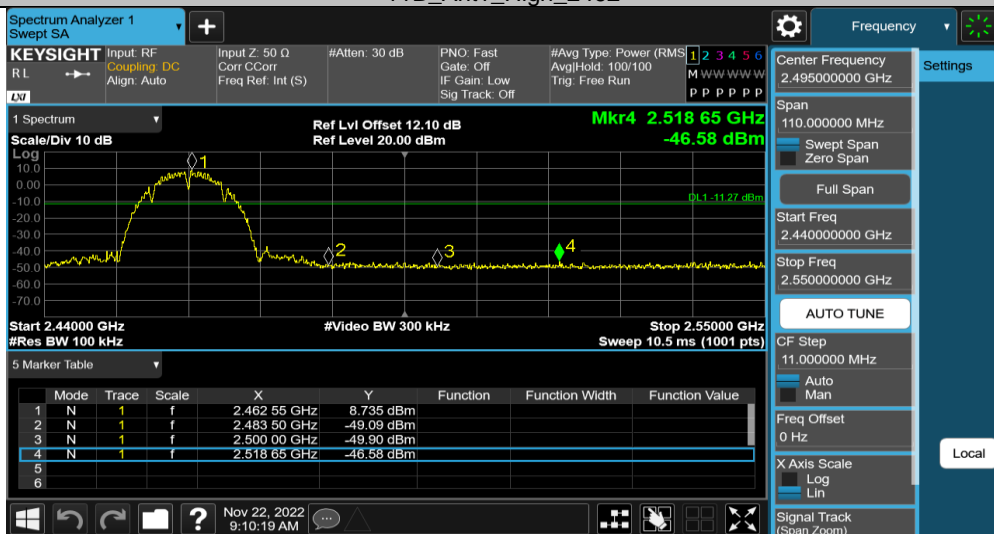 Spectrum Analyzer 1
Swept SA
+
Frequency
KEYSIGHT
RL
LXI
Input: RF
Coupling: DC
Align: Auto
Input Z: 50 Ω
Corr CCorr
Freq Ref: Int (S)
#Atten: 30 dB
PNO: Fast
Gate: Off
IF Gain: Low
Sig Track: Off
#Avg Type: Power (RMS
Avg|Hold: 100/100
Trig: Free Run
1 2 3 4 5 6
M W W W W W
P P P P P P
1 Spectrum
Scale/Div 10 dB
Ref Lvl Offset 12.10 dB
Ref Level 20.00 dBm
Mkr4 2.518 65 GHz
-46.58 dBm
Log
10.0
0.00
-10.0
-20.0
-30.0
-40.0
-50.0
-60.0
-70.0
1
2
3
4
DL1 -11.27 dBm
Start 2.44000 GHz
#Res BW 100 kHz
#Video BW 300 kHz
Stop 2.55000 GHz
Sweep 10.5 ms (1001 pts)
5 Marker Table
Mode Trace Scale X Y Function Function Width Function Value
1 N 1 f 2.462 55 GHz 8.735 dBm
2 N 1 f 2.483 50 GHz -49.09 dBm
3 N 1 f 2.500 00 GHz -49.90 dBm
4 N 1 f 2.518 65 GHz -46.58 dBm
5
6
Nov 22, 2022
9:10:19 AM
Center Frequency
2.495000000 GHz
Span
110.000000 MHz
Swept Span
Zero Span
Full Span
Start Freq
2.440000000 GHz
Stop Freq
2.550000000 GHz
AUTO TUNE
CF Step
11.000000 MHz
Auto
Man
Freq Offset
0 Hz
X Axis Scale
Log
Lin
Signal Track
(Span Zoom)
Settings
Local